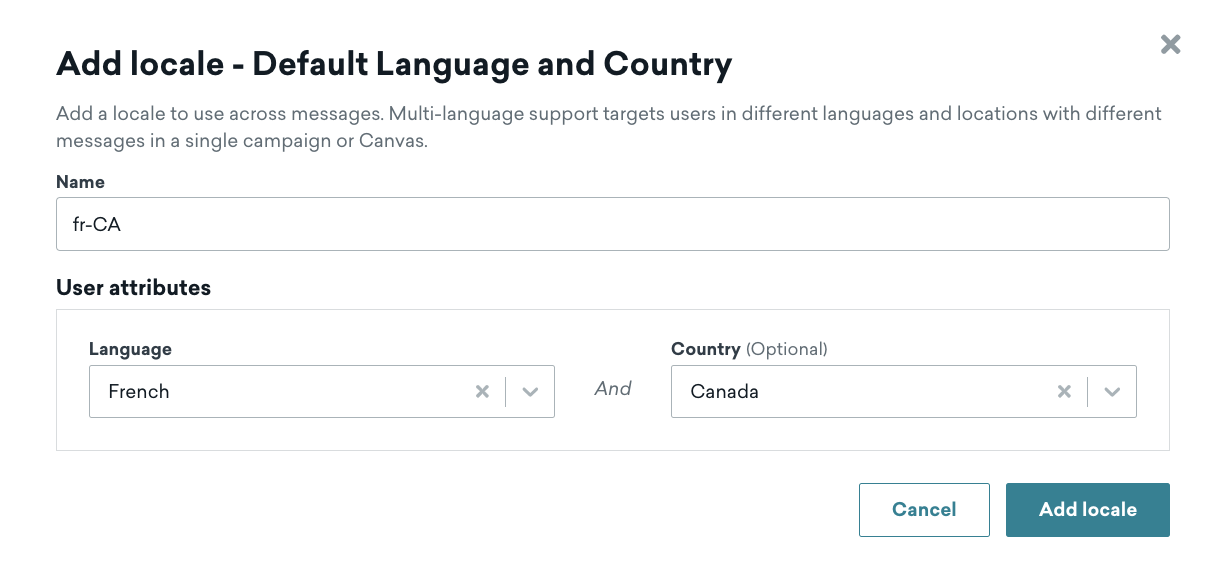 Add locale - Default Language and Country
Add a locale to use across messages. Multi-language support targets users in different languages and locations with different
messages in a single campaign or Canvas.
Name
fr-CA
User attributes
Language
Country (Optional)
French
And
Canada
Cancel
Add locale